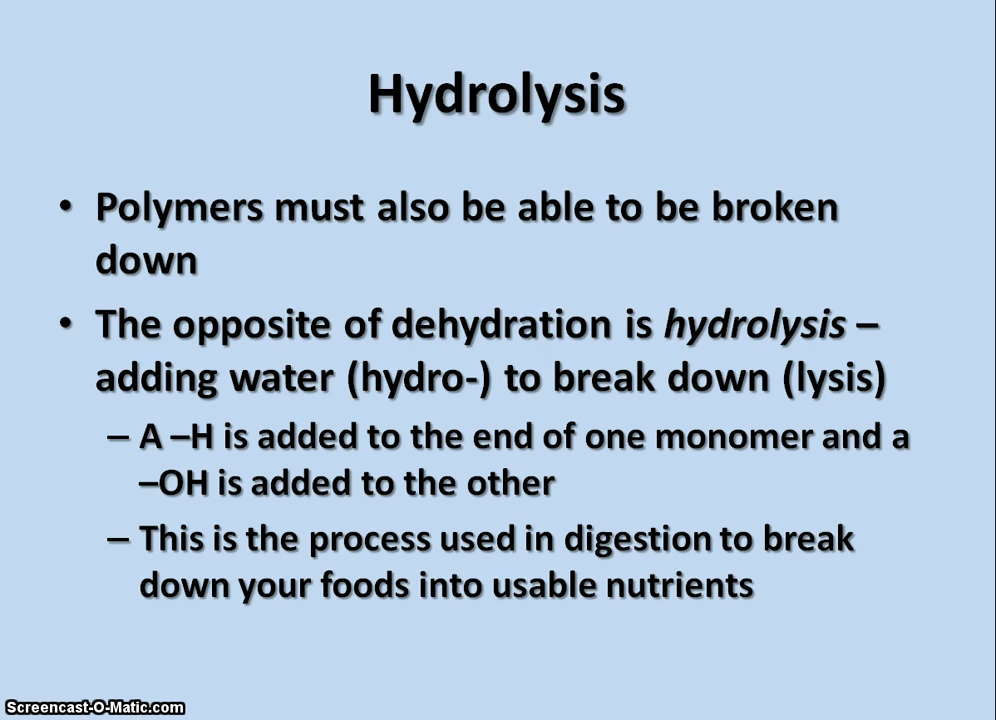 Hydrolysis
• Polymers must also be able to be broken
down
• The opposite of dehydration is hydrolysis –
adding water (hydro-) to break down (lysis)
– A –H is added to the end of one monomer and a
–OH is added to the other
– This is the process used in digestion to break
down your foods into usable nutrients
Screencast-O-Matic.com